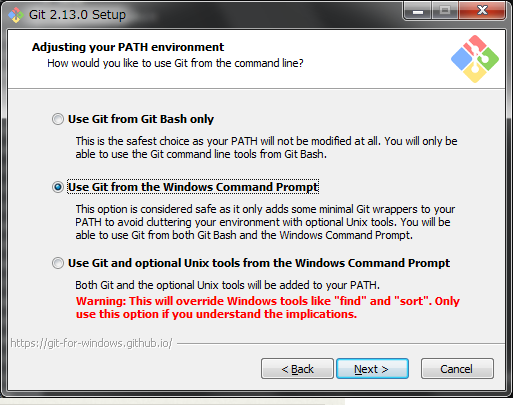 Git 2.13.0 Setup
Adjusting your PATH environment
How would you like to use Git from the command line?
Use Git from Git Bash only
This is the safest choice as your PATH will not be modified at all. You will only be
able to use the Git command line tools from Git Bash.
Use Git from the Windows Command Prompt
This option is considered safe as it only adds some minimal Git wrappers to your
PATH to avoid cluttering your environment with optional Unix tools. You will be
able to use Git from both Git Bash and the Windows Command Prompt.
Use Git and optional Unix tools from the Windows Command Prompt
Both Git and the optional Unix tools will be added to your PATH.
Warning: This will override Windows tools like "find" and "sort". Only
use this option if you understand the implications.
https://git-for-windows.github.io/
< Back
Next >
Cancel